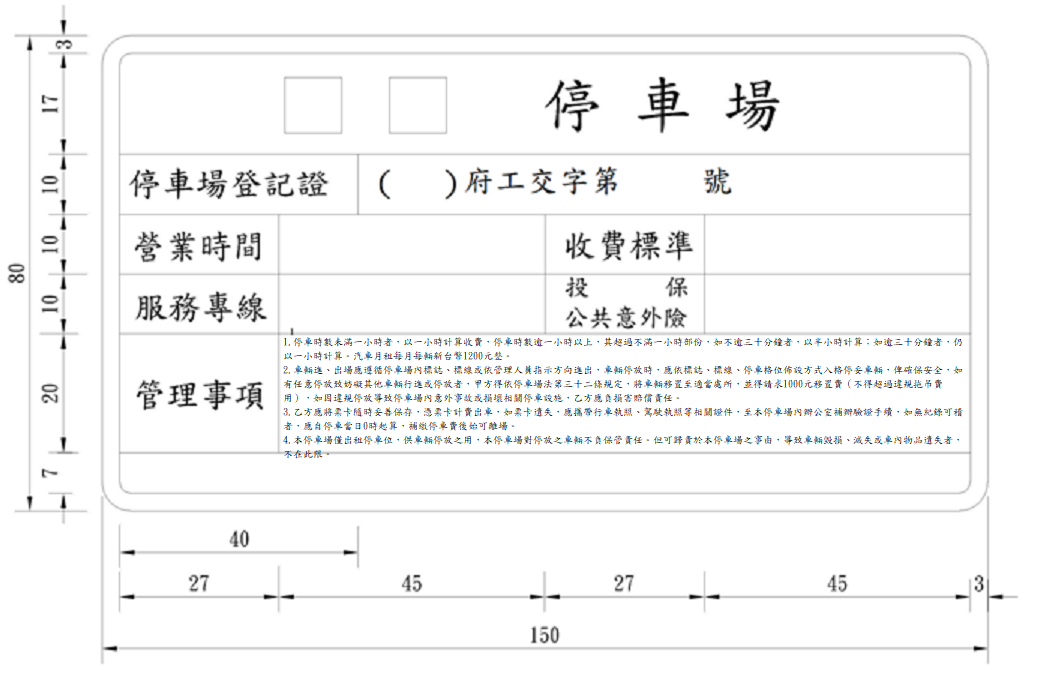 停車場
停車場登記證 ( )府工交字第 號
營業時間 收費標準
服務專線 投 保
公共意外險
管理事項
1.停車時數未滿一小時者，以一小時計算收費，停車時數逾一小時以上，其超過不滿一小時部份，如不逾三十分鐘者，以半小時計算；如逾三十分鐘者，仍
以一小時計算。汽車月租每月每輛新台幣1200元整。
2.車輛進、出場應遵循停車場內標誌、標線或依管理人員指示方向進出，車輛停放時，應依標誌、標線、停車格位佈設方式入格停妥車輛，俾確保安全，如
有任意停放致妨礙其他車輛行進或停放者，甲方得依停車場法第三十二條規定，將車輛移置至適當處所，並得請求1000元移置費（不得超過違規拖吊費
用），如因違規停放導致停車場內意外事故或損壞相關停車設施，乙方應負損害賠償責任。
3.乙方應將票卡隨時妥善保存，憑票卡計費出車，如票卡遺失，應攜帶行車執照、駕駛執照等相關證件，至本停車場內辦公室補辦驗證手續，如無紀錄可稽
者，應自停車當日0時起算，補繳停車費後始可離場。
4.本停車場僅出租停車位，供車輛停放之用，本停車場對停放之車輛不負保管責任。但可歸責於本停車場之事由，導致車輛毀損、滅失或車內物品遺失者，
不在此限。
3
17
10
10
10
20
7
80
40
27 45 27 45 3
150